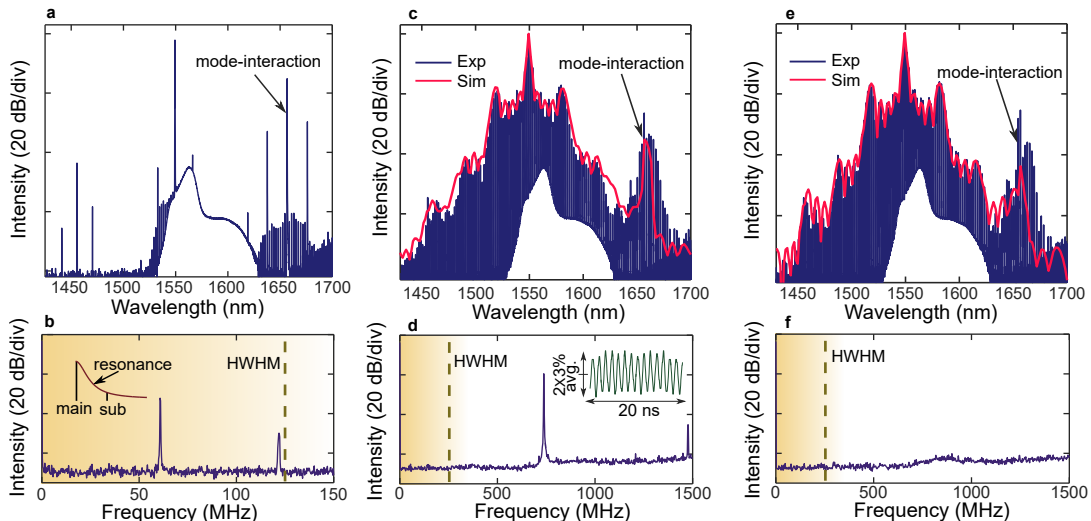 a
Intensity (20 dB/div)
mode-interaction
1450 1500 1550 1600 1650 1700
Wavelength (nm)
b
Intensity (20 dB/div)
resonance
main
sub
HWHM
0 50 100 150
Frequency (MHz)
c
Intensity (20 dB/div)
Exp
Sim
mode-interaction
1450 1500 1550 1600 1650 1700
Wavelength (nm)
d
Intensity (20 dB/div)
HWHM
2x3%
avg.
20 ns
0 500 1000 1500
Frequency (MHz)
e
Intensity (20 dB/div)
Exp
Sim
mode-interaction
1450 1500 1550 1600 1650 1700
Wavelength (nm)
f
Intensity (20 dB/div)
HWHM
0 500 1000 1500
Frequency (MHz)